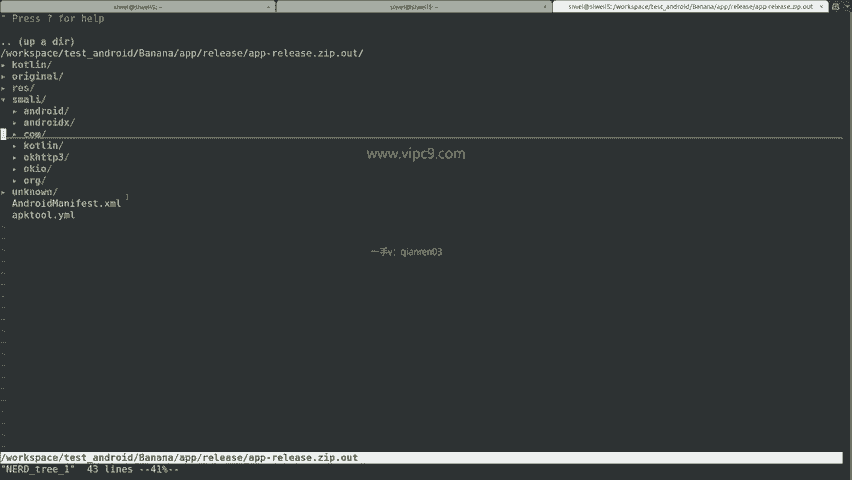 siwei@siwei5: ~ × siwei@siwei5: ~ × siwei@siwei5: /workspace/test_android/Banana/app/release/app-release.zip.out ×
" Press ? for help
.. (up a dir)
/workspace/test_android/Banana/app/release/app-release.zip.out/
▸ kotlin/
▸ original/
▸ res/
▾ smali/
▸ android/
▸ androidx/
▸ com/
▸ kotlin/
▸ okhttp3/
▸ okio/
▸ org/
▸ unknown/
AndroidManifest.xml
apktool.yml
www.vipc9.com
一手v：qianren03
/workspace/test_android/Banana/app/release/app-release.zip.out
"NERD_tree_1" 43 lines --41%--